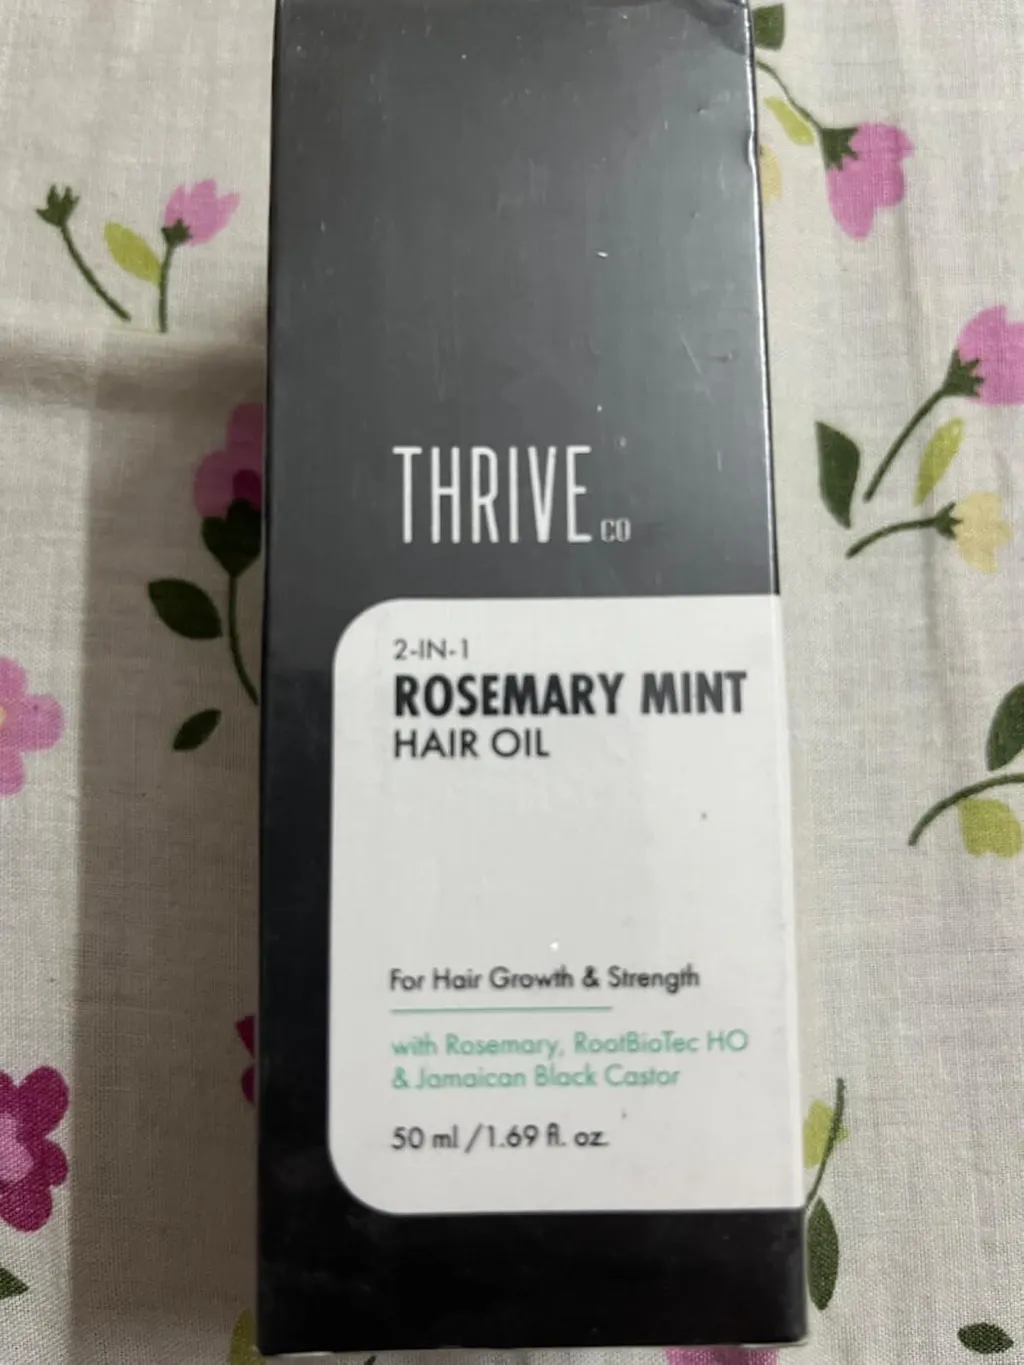 THRIVE CO
2-IN-1
ROSEMARY MINT
HAIR OIL
For Hair Growth & Strength
with Rosemary, RootBioTec HO
& Jamaican Black Castor
50 ml / 1.69 fl. oz.